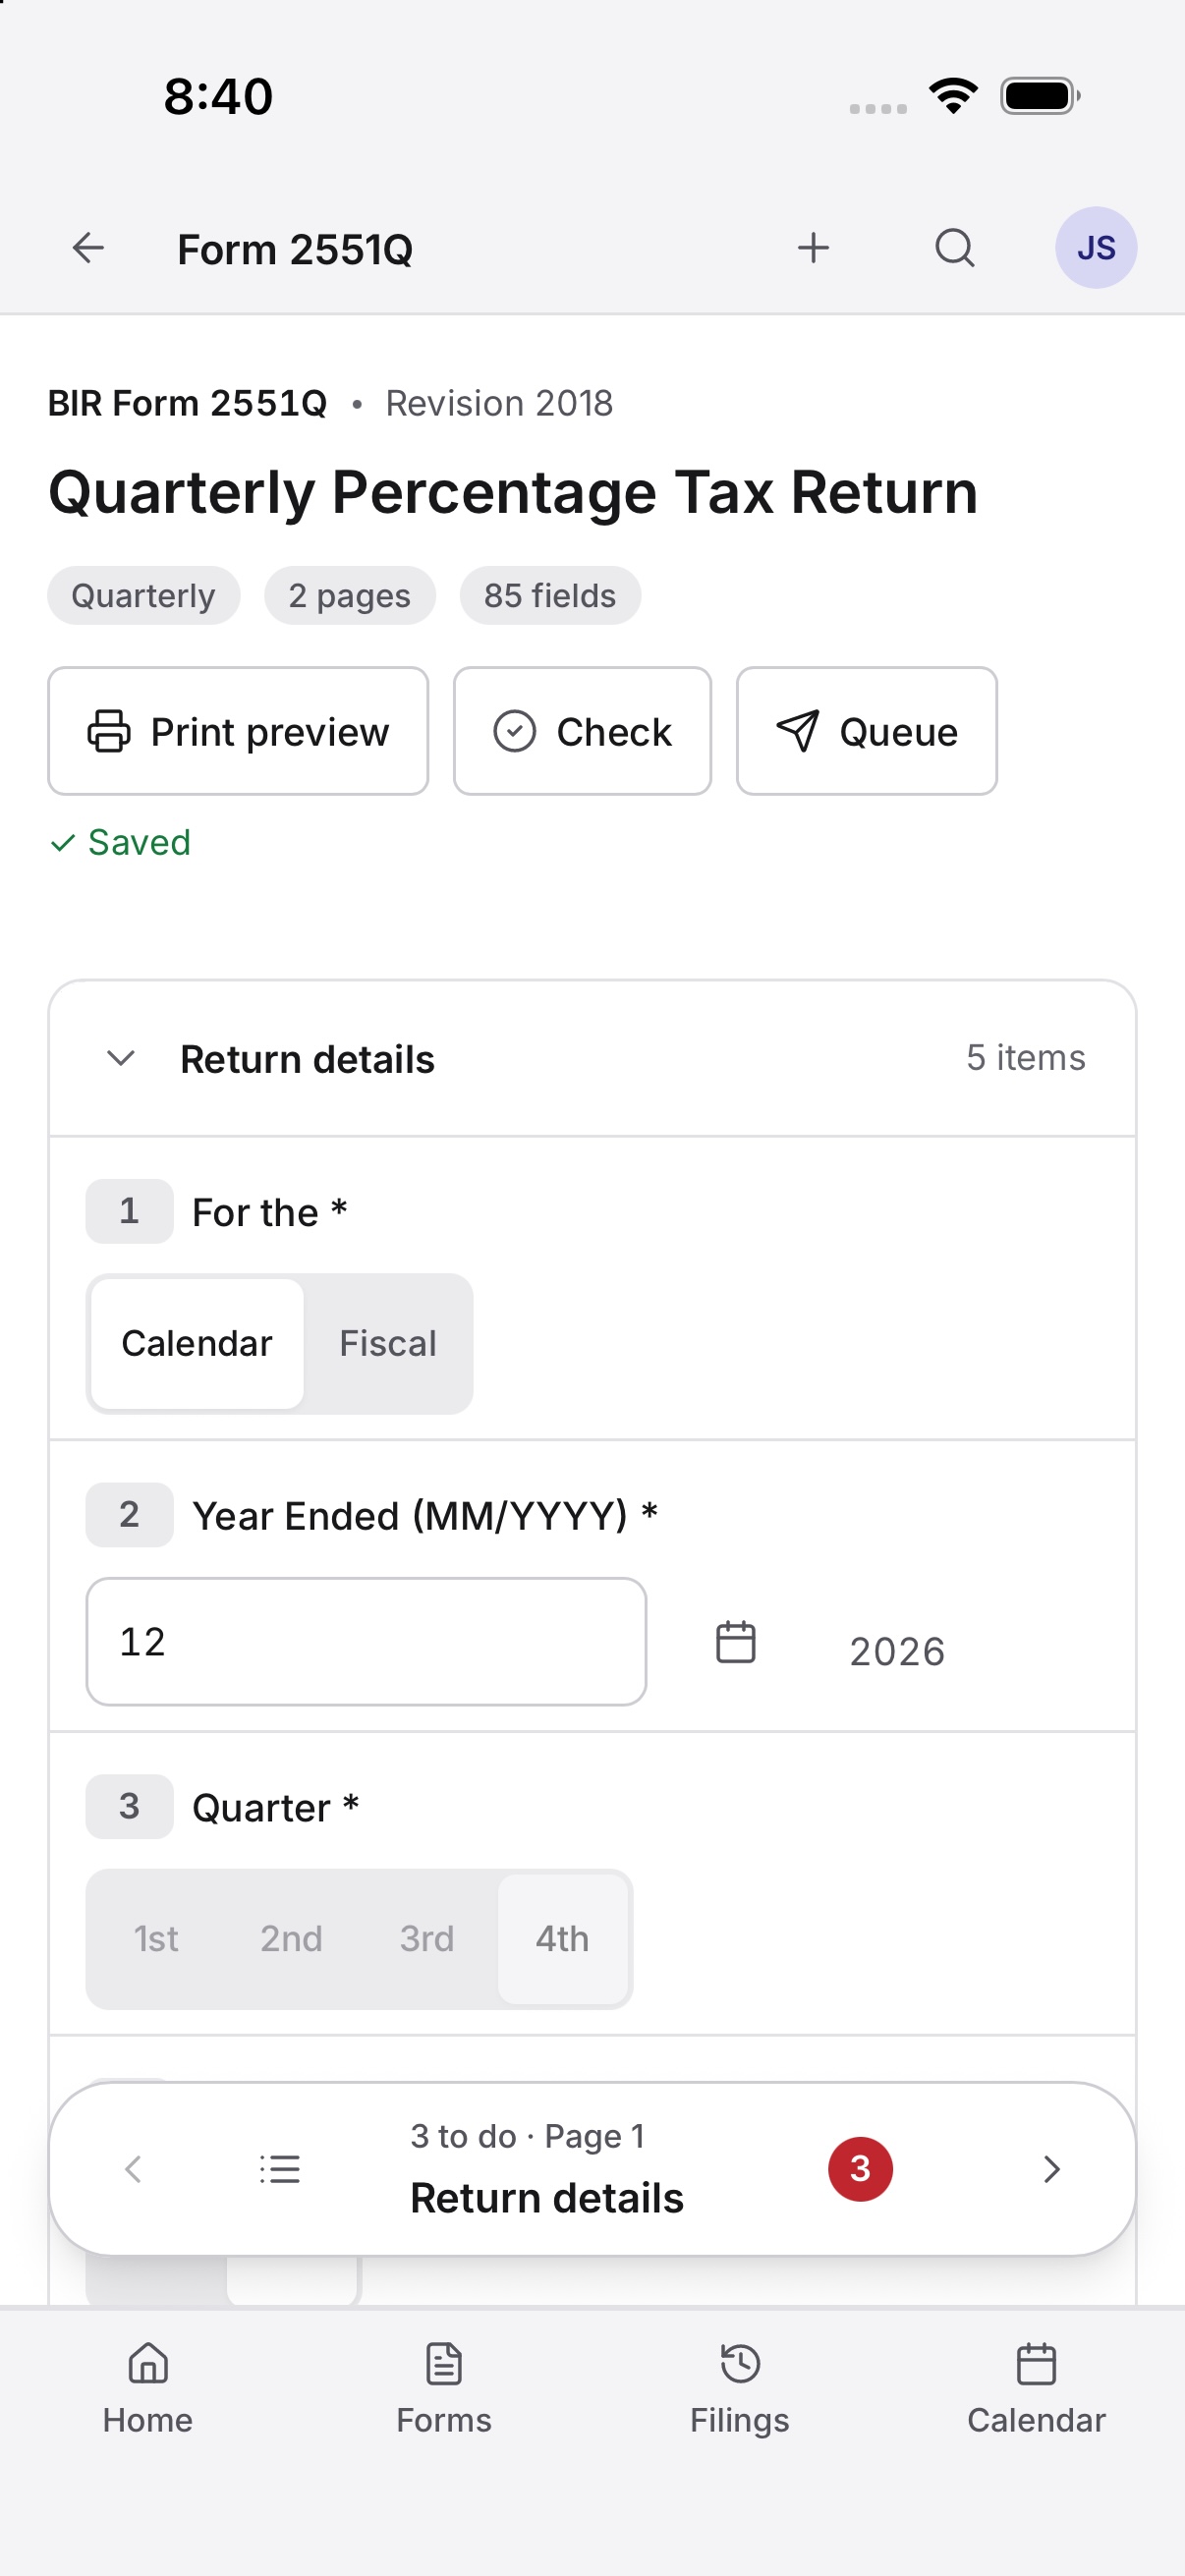 8:40
Form 2551Q
JS
BIR Form 2551Q • Revision 2018
Quarterly Percentage Tax Return
Quarterly 2 pages 85 fields
Print preview Check Queue
Saved
Return details 5 items
1 For the *
Calendar Fiscal
2 Year Ended (MM/YYYY) *
12 2026
3 Quarter *
1st 2nd 3rd 4th
3 to do · Page 1
Return details
3
Home Forms Filings Calendar